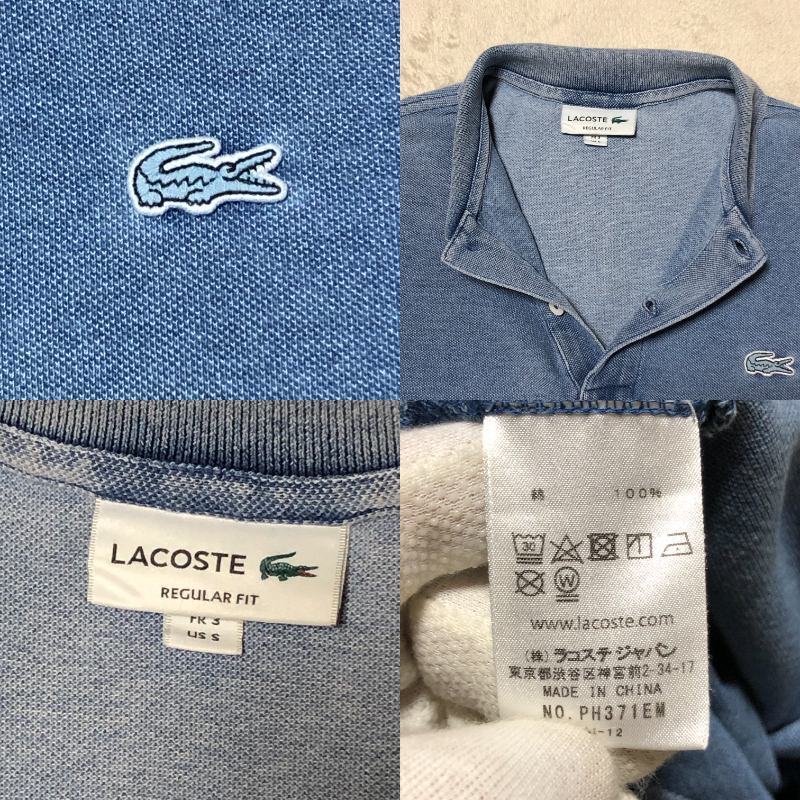 LACOSTE
REGULAR FIT
LACOSTE
REGULAR FIT
FR 3
US S
綿 100%
30
W
www.lacoste.com
(株) ラコステ ジャパン
東京都渋谷区神宮前2-34-17
MADE IN CHINA
NO. PH371EM
-12